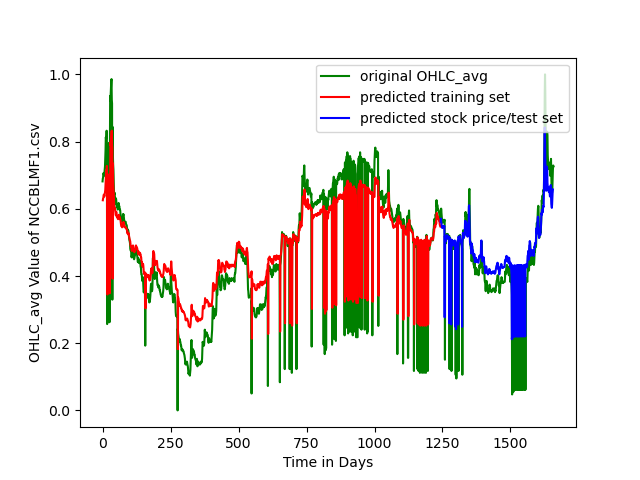 original OHLC_avg
predicted training set
predicted stock price/test set
OHLC_avg Value of NCCBLMF1.csv
1.0
0.8
0.6
0.4
0.2
0.0
0 250 500 750 1000 1250 1500
Time in Days